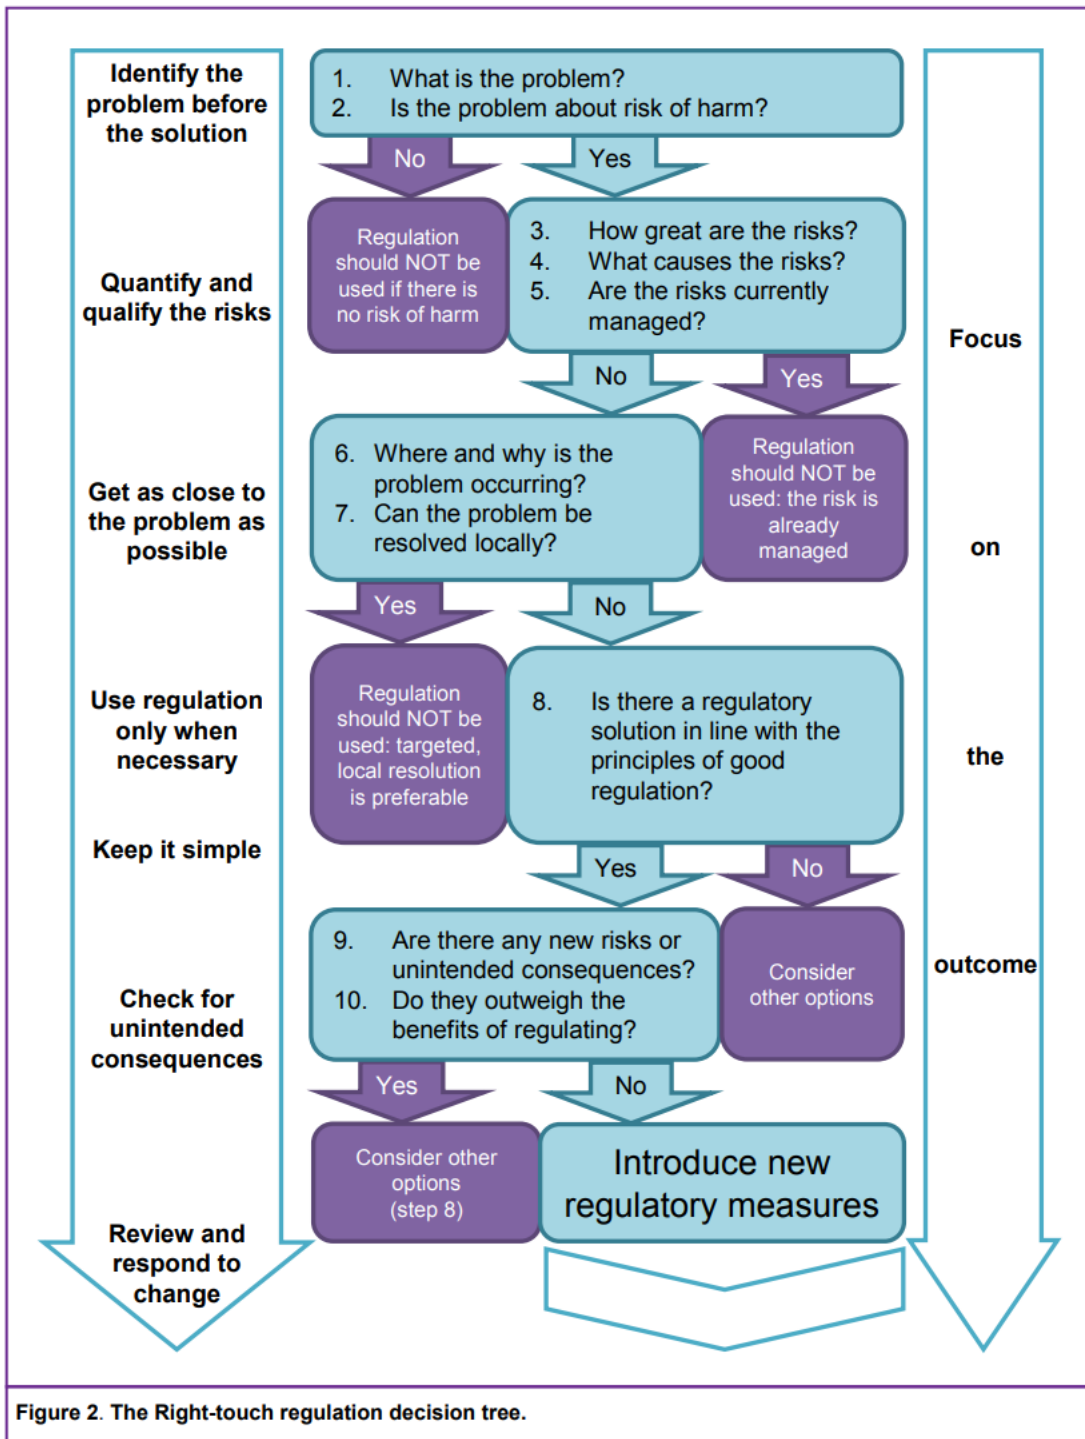 Identify the
problem before
the solution
1. What is the problem?
2. Is the problem about risk of harm?
No
Yes
Quantify and
qualify the risks
Regulation
should NOT be
used if there is
no risk of harm
3. How great are the risks?
4. What causes the risks?
5. Are the risks currently
managed?
Focus
No
Yes
Get as close to
the problem as
possible
6. Where and why is the
problem occurring?
7. Can the problem be
resolved locally?
Regulation
should NOT be
used: the risk is
already
managed
on
Yes
No
Use regulation
only when
necessary
Regulation
should NOT be
used: targeted,
local resolution
is preferable
8. Is there a regulatory
solution in line with the
principles of good
regulation?
the
Keep it simple
Yes
No
Check for
unintended
consequences
9. Are there any new risks or
unintended consequences?
10. Do they outweigh the
benefits of regulating?
Consider
other options
outcome
Yes
No
Review and
respond to
change
Consider other
options
(step 8)
Introduce new
regulatory measures
Figure 2. The Right-touch regulation decision tree.